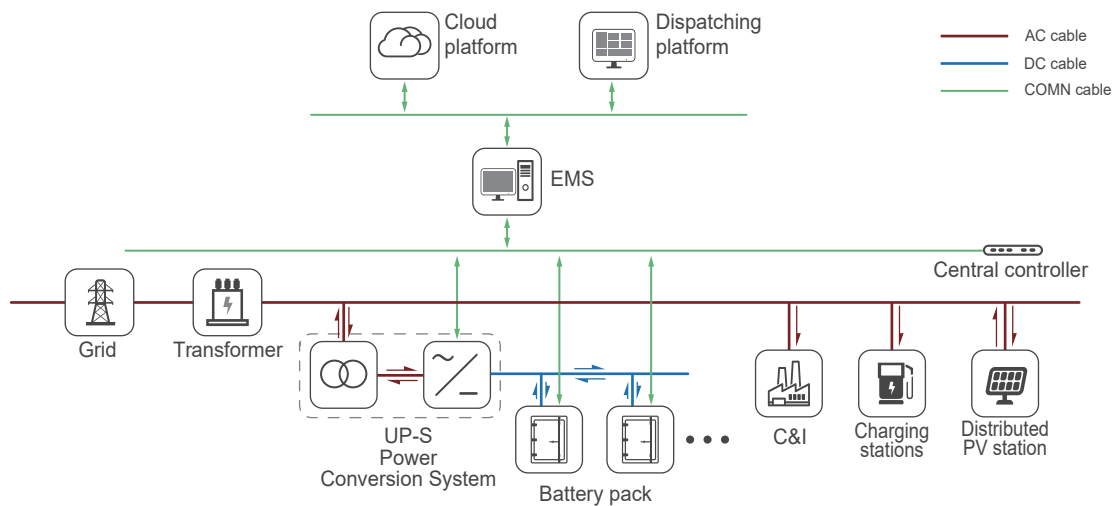 Cloud
platform
Dispatching
platform
AC cable
DC cable
COMN cable
EMS
Central controller
Grid
Transformer
UP-S
Power
Conversion System
Battery pack
C&I
Charging
stations
Distributed
PV station